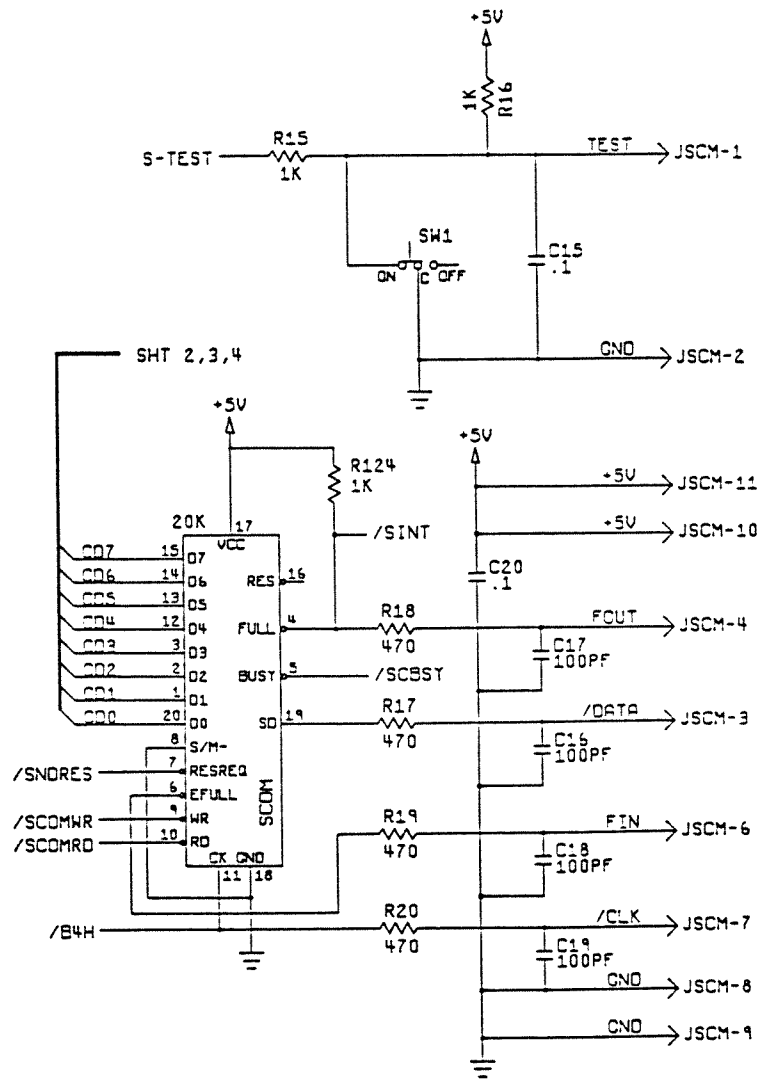 +5V
1K
R16
S-TEST
R15
1K
TEST
JSCM-1
SW1
ON
C
OFF
C15
.1
GND
JSCM-2
SHT 2,3,4
+5V
R124
1K
20K
17
VCC
/SINT
+5V
+5V
JSCM-11
+5V
JSCM-10
C20
.1
CD7
15
D7
CD6
14
D6
RES
16
CD5
13
D5
CD4
12
D4
FULL
4
R18
470
FOUT
JSCM-4
C17
100PF
CD3
3
D3
CD2
2
D2
BUSY
5
/SCBSY
CD1
1
D1
CD0
20
D0
SD
19
R17
470
/DATA
JSCM-3
C16
100PF
8
S/M-
/SNDRES
7
RESREQ
6
EFULL
/SCOMWR
9
WR
/SCOMRD
10
RD
SCOM
CK
GND
11
18
R19
470
FIN
JSCM-6
C18
100PF
/B4H
R20
470
/CLK
JSCM-7
C19
100PF
GND
JSCM-8
GND
JSCM-9